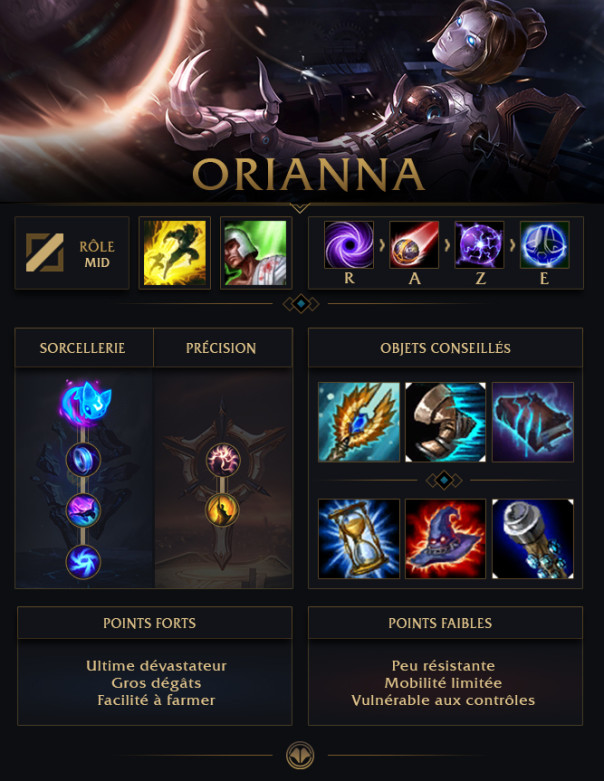 ORIANNA
RÔLE
MID
R
A
Z
E
SORCELLERIE
PRÉCISION
OBJETS CONSEILLÉS
POINTS FORTS
Ultime dévastateur
Gros dégâts
Facilité à farmer
POINTS FAIBLES
Peu résistante
Mobilité limitée
Vulnérable aux contrôles